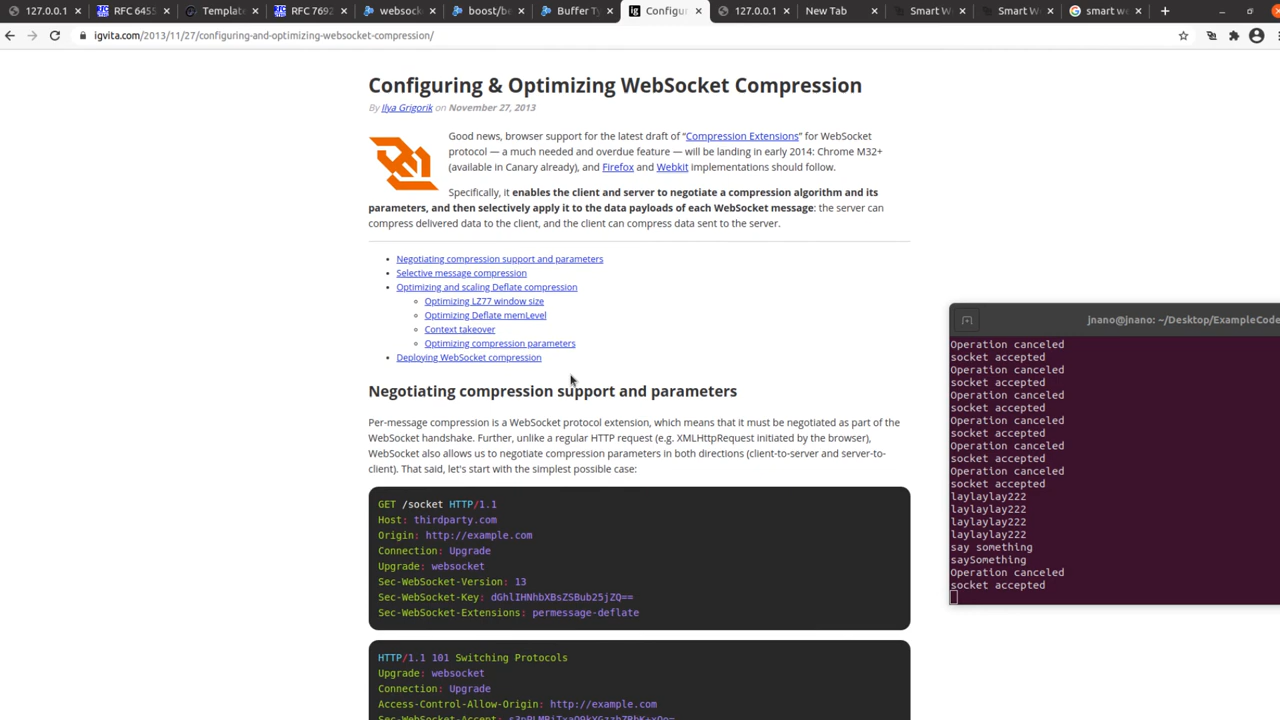 127.0.0.1
RFC 6455
Template
RFC 7692
websock
boost/be
Buffer Ty
Configur
127.0.0.1
New Tab
Smart W
Smart W
smart we
igvita.com/2013/11/27/configuring-and-optimizing-websocket-compression/
Configuring & Optimizing WebSocket Compression
By Ilya Grigorik on November 27, 2013
Good news, browser support for the latest draft of “Compression Extensions” for WebSocket
protocol — a much needed and overdue feature — will be landing in early 2014: Chrome M32+
(available in Canary already), and Firefox and Webkit implementations should follow.
Specifically, it enables the client and server to negotiate a compression algorithm and its
parameters, and then selectively apply it to the data payloads of each WebSocket message: the server can
compress delivered data to the client, and the client can compress data sent to the server.
Negotiating compression support and parameters
Selective message compression
Optimizing and scaling Deflate compression
Optimizing LZ77 window size
Optimizing Deflate memLevel
Context takeover
Optimizing compression parameters
Deploying WebSocket compression
Negotiating compression support and parameters
Per-message compression is a WebSocket protocol extension, which means that it must be negotiated as part of the
WebSocket handshake. Further, unlike a regular HTTP request (e.g. XMLHttpRequest initiated by the browser),
WebSocket also allows us to negotiate compression parameters in both directions (client-to-server and server-to-
client). That said, let's start with the simplest possible case:
GET /socket HTTP/1.1
Host: thirdparty.com
Origin: http://example.com
Connection: Upgrade
Upgrade: websocket
Sec-WebSocket-Version: 13
Sec-WebSocket-Key: dGhlIHNhbXBsZSBub25jZQ==
Sec-WebSocket-Extensions: permessage-deflate
HTTP/1.1 101 Switching Protocols
Upgrade: websocket
Connection: Upgrade
Access-Control-Allow-Origin: http://example.com
jnano@jnano: ~/Desktop/ExampleCode
Operation canceled
socket accepted
Operation canceled
socket accepted
Operation canceled
socket accepted
Operation canceled
socket accepted
Operation canceled
socket accepted
Operation canceled
socket accepted
laylaylay222
laylaylay222
laylaylay222
laylaylay222
say something
saySomething
Operation canceled
socket accepted